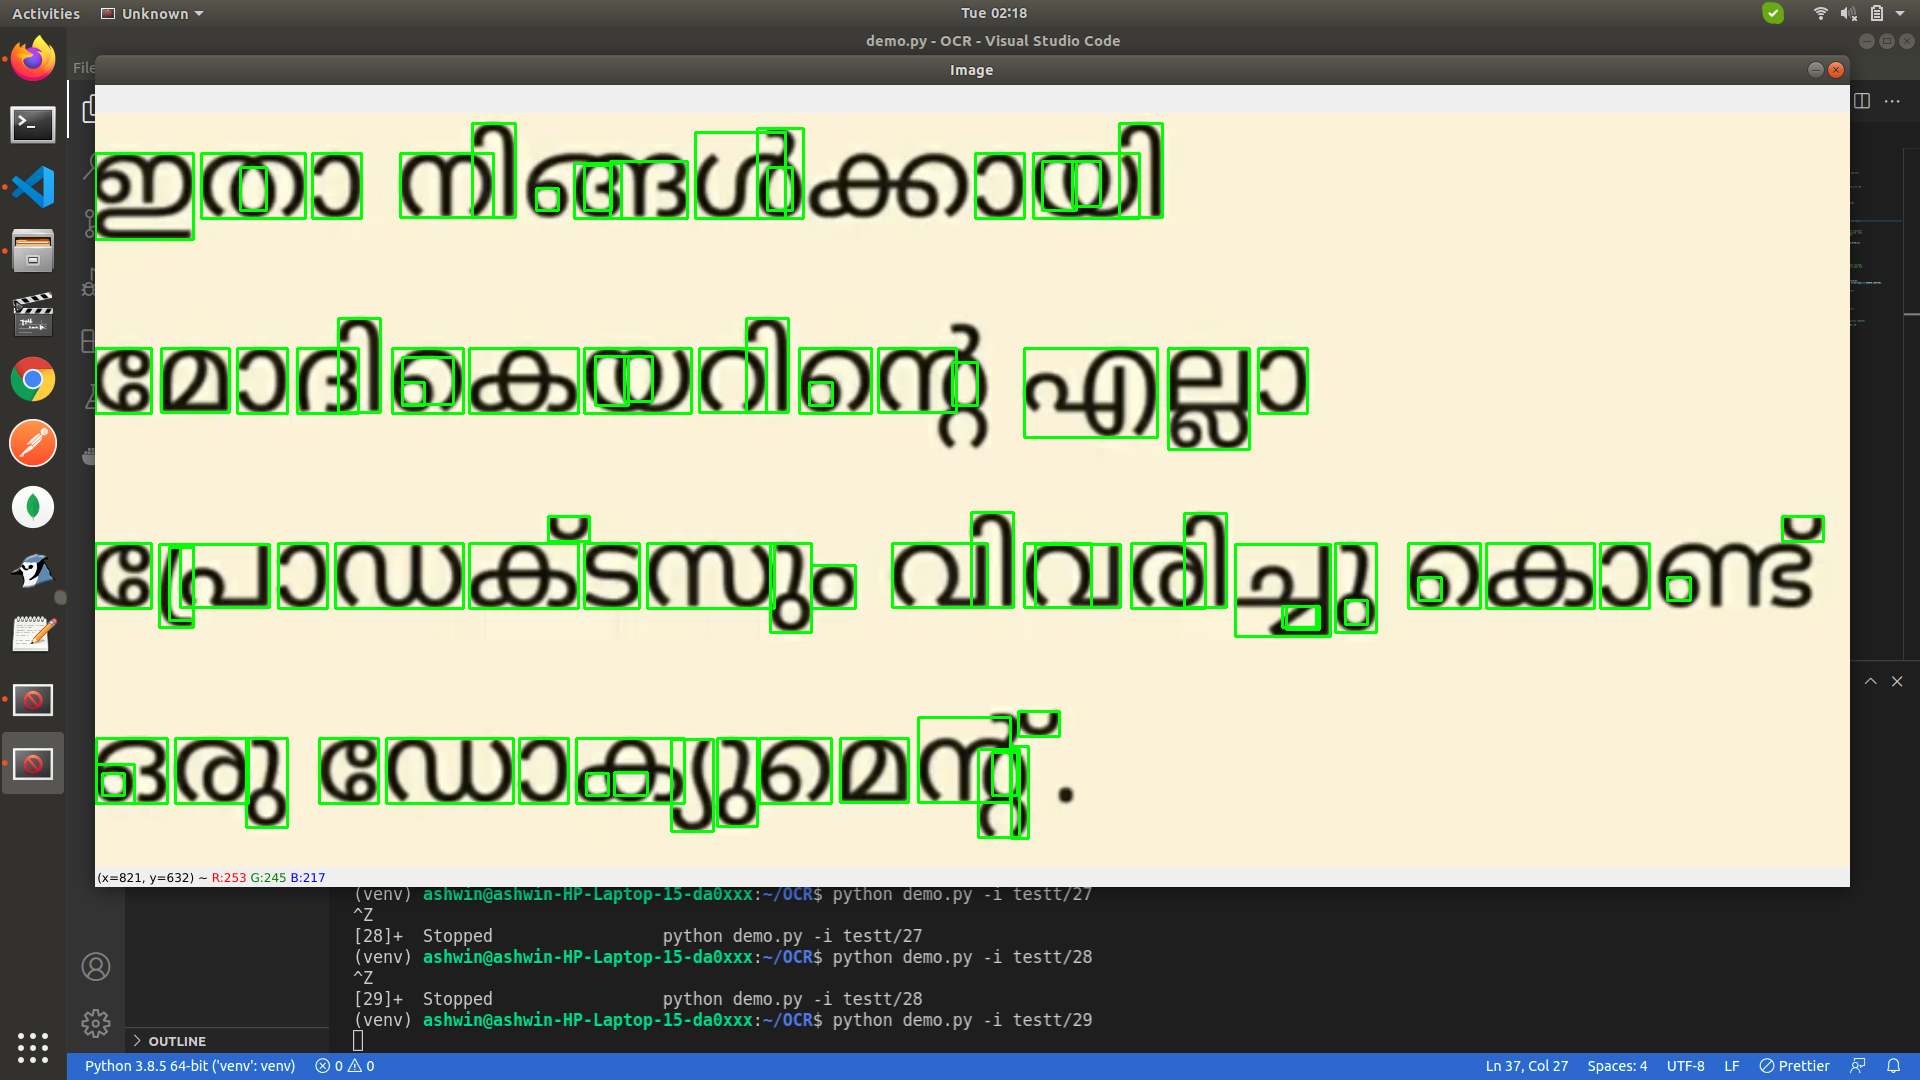 Activities
Unknown
Tue 02:18
demo.py - OCR - Visual Studio Code
File
Image
ഇതാ നിങ്ങൾക്കായി
മോദികെയറിന്റെ എല്ലാ
പ്രോഡക്ടസും വിവരിച്ചു കൊണ്ട്
ഒരു ഡോക്യുമെന്റ് .
(x=821, y=632) ~ R:253 G:245 B:217
(venv) ashwin@ashwin-HP-Laptop-15-da0xxx:~/OCR$ python demo.py -i testt/27
^Z
[28]+ Stopped python demo.py -i testt/27
(venv) ashwin@ashwin-HP-Laptop-15-da0xxx:~/OCR$ python demo.py -i testt/28
^Z
[29]+ Stopped python demo.py -i testt/28
(venv) ashwin@ashwin-HP-Laptop-15-da0xxx:~/OCR$ python demo.py -i testt/29
OUTLINE
Python 3.8.5 64-bit ('venv': venv) 0 0 Ln 37, Col 27 Spaces: 4 UTF-8 LF Prettier